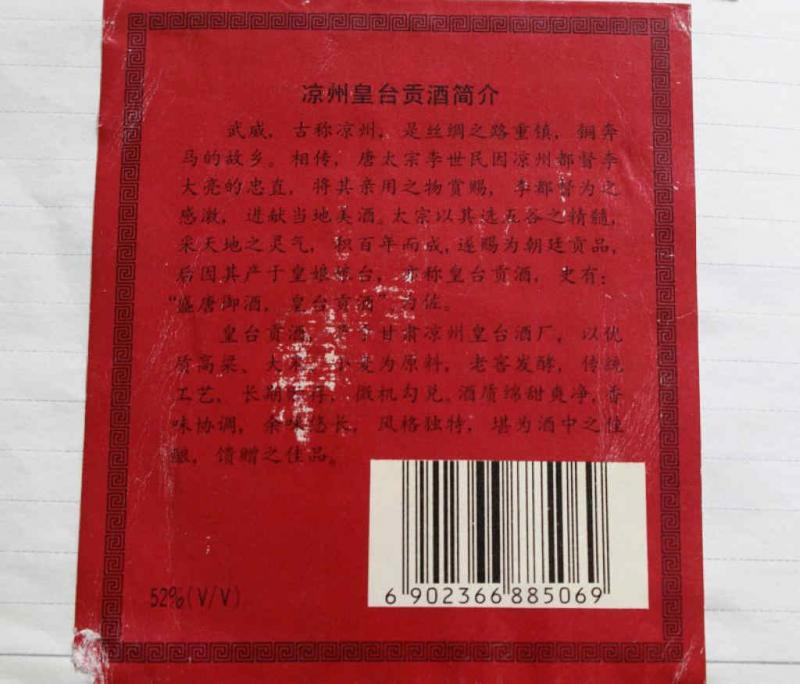 凉州皇台贡酒简介
武威，古称凉州，是丝绸之路重镇，铜奔
马的故乡。相传，唐太宗李世民因凉州都督李
大亮的忠直，将其亲用之物赏赐，李都督为之
感激，进献当地美酒。太宗以其选五谷之精髓，
采天地之灵气，积百年而成，遂赐为朝廷贡品，
后因其产于皇娘娘台，亦称皇台贡酒，史有：
“盛唐御酒，皇台贡酒”为佐。
皇台贡酒，产于甘肃凉州皇台酒厂，以优
质高粱、大米、小麦为原料，老窖发酵，传统
工艺，长期贮存，微机勾兑。酒质绵甜爽净，香
味协调，余味悠长，风格独特，堪为酒中之佳
酿，馈赠之佳品。
52%(V/V)
6 902366 885069